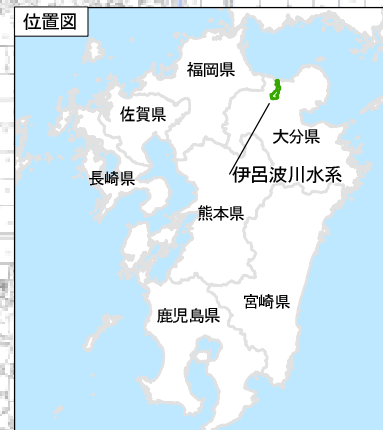 位置図
福岡県
佐賀県
大分県
長崎県
伊呂波川水系
熊本県
宮崎県
鹿児島県